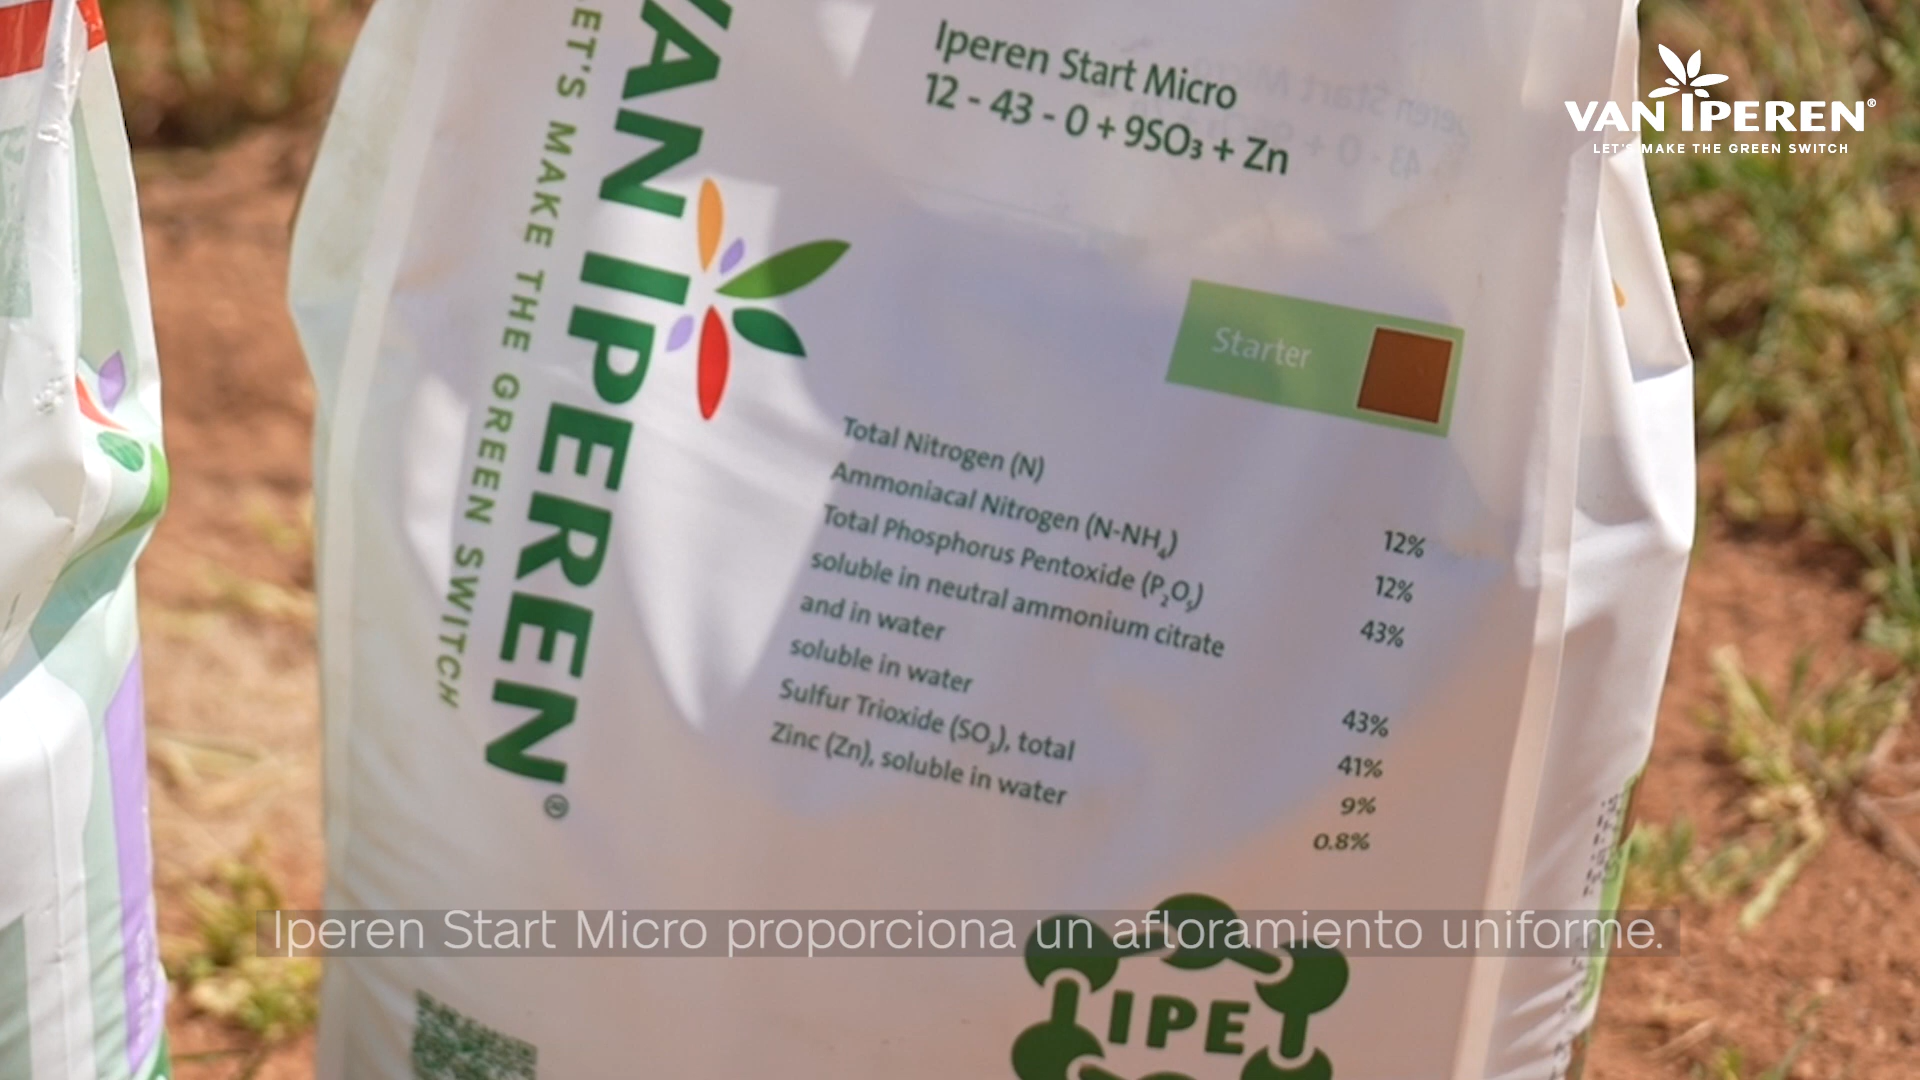 Iperen Start Micro
12 - 43 - 0 + 9SO₃ + Zn
VAN IPEREN®
LET'S MAKE THE GREEN SWITCH
VAN IPEREN®
LET'S MAKE THE GREEN SWITCH
Starter
Total Nitrogen (N) 12%
Ammoniacal Nitrogen (N-NH₄) 12%
Total Phosphorus Pentoxide (P₂O₅) 43%
soluble in neutral ammonium citrate
and in water 43%
soluble in water 41%
Sulfur Trioxide (SO₃), total 9%
Zinc (Zn), soluble in water 0.8%
Iperen Start Micro proporciona un afloramiento uniforme.
IPE